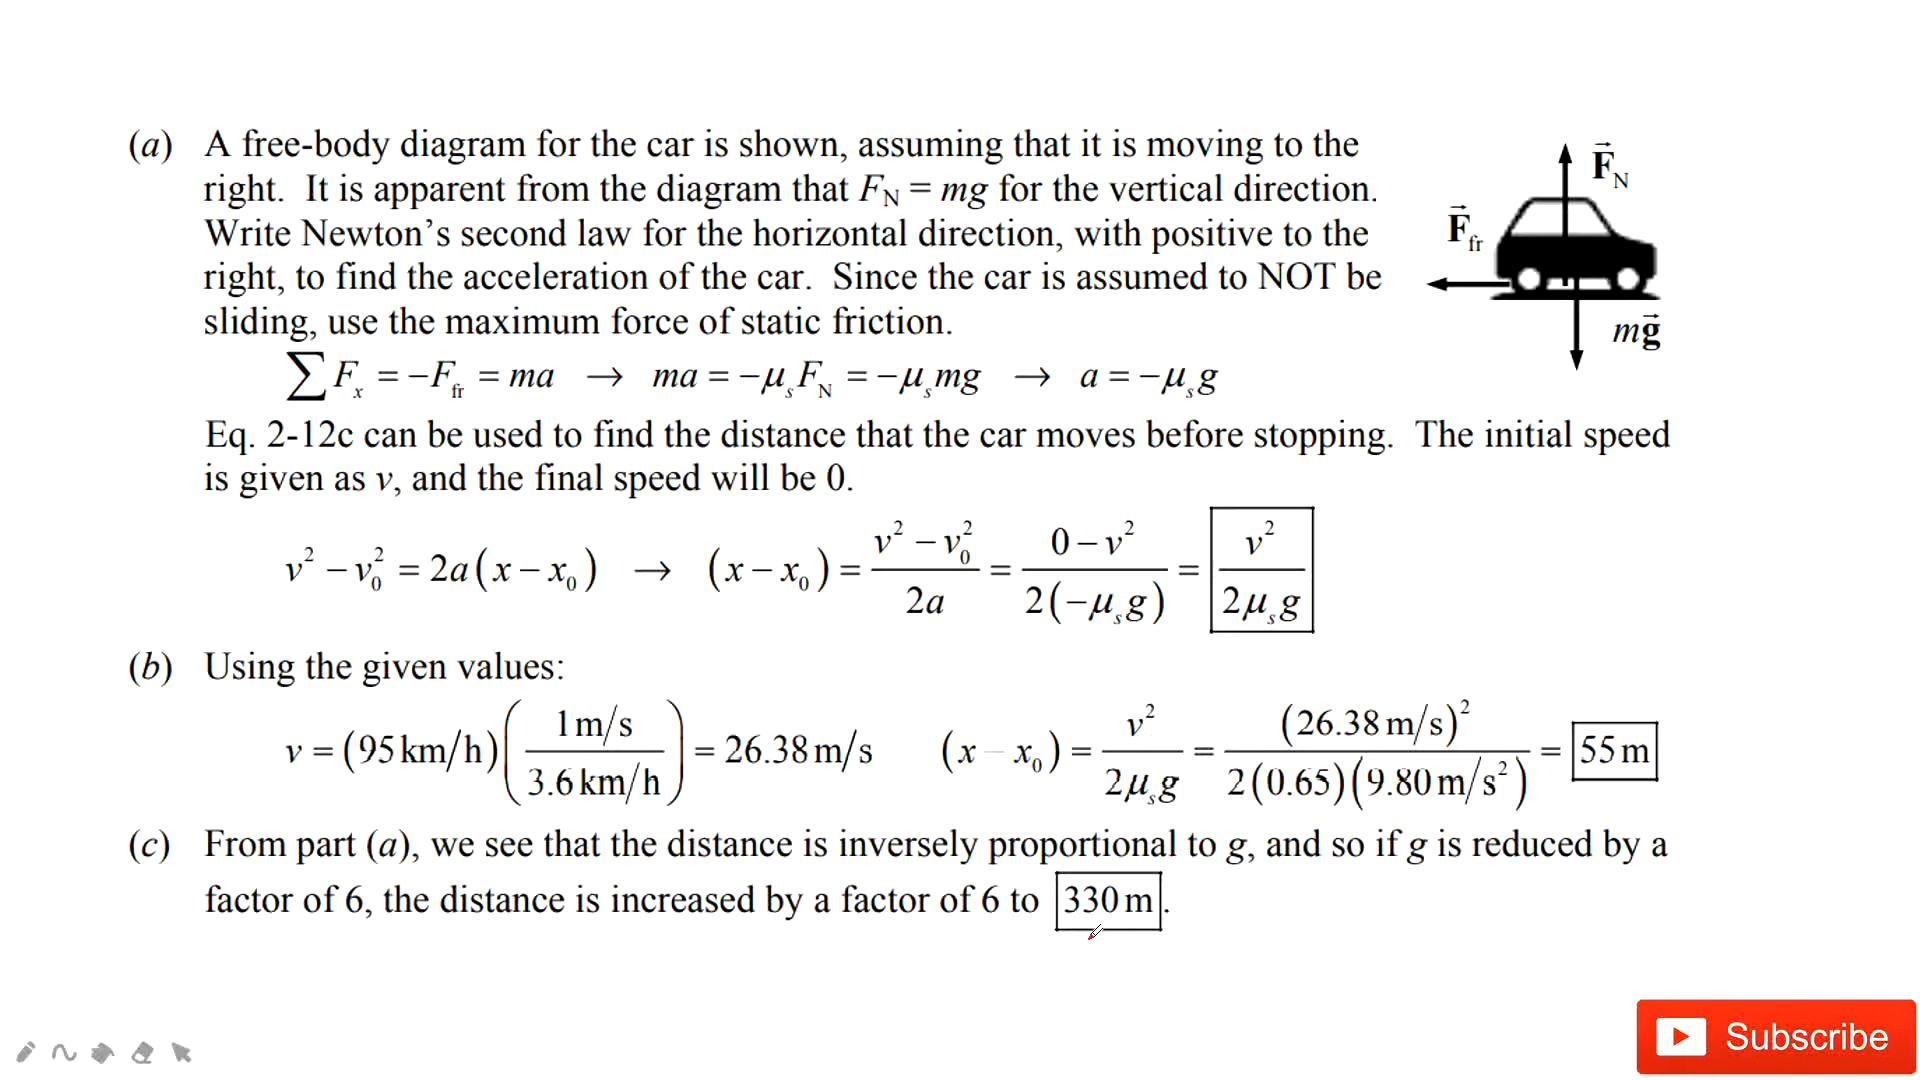 (a) A free-body diagram for the car is shown, assuming that it is moving to the
right. It is apparent from the diagram that F_N = mg for the vertical direction.
Write Newton's second law for the horizontal direction, with positive to the
right, to find the acceleration of the car. Since the car is assumed to NOT be
sliding, use the maximum force of static friction.
F⃗_N
F⃗_fr
mg⃗
∑F_x = −F_fr = ma → ma = −μ_s F_N = −μ_s mg → a = −μ_s g
Eq. 2-12c can be used to find the distance that the car moves before stopping. The initial speed
is given as v, and the final speed will be 0.
v² − v₀² = 2a(x − x₀) → (x − x₀) = (v² − v₀²)/(2a) = (0 − v²)/(2(−μ_s g)) = v²/(2μ_s g)
(b) Using the given values:
v = (95 km/h)(1 m/s / 3.6 km/h) = 26.38 m/s (x − x₀) = v²/(2μ_s g) = (26.38 m/s)²/(2(0.65)(9.80 m/s²)) = 55 m
(c) From part (a), we see that the distance is inversely proportional to g, and so if g is reduced by a
factor of 6, the distance is increased by a factor of 6 to 330 m.
Subscribe